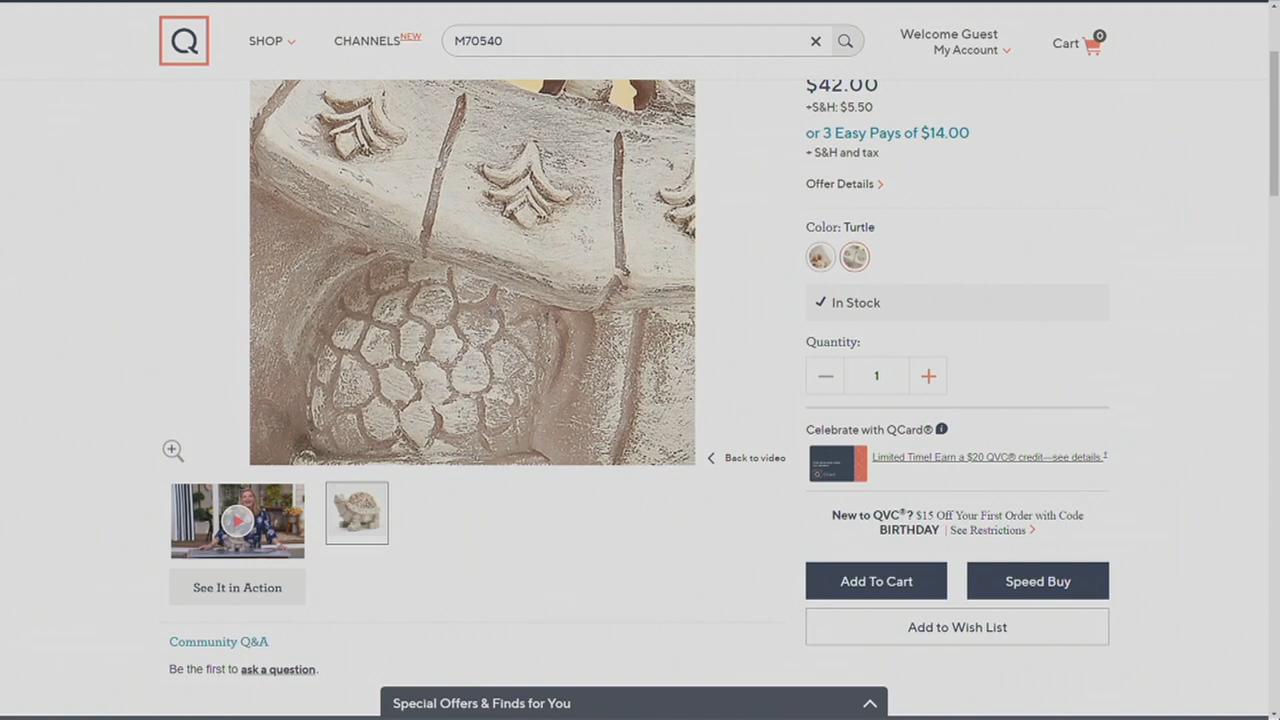 Q
SHOP
CHANNELS NEW
M70540
Welcome Guest
My Account
Cart 0
$42.00
+S&H: $5.50
or 3 Easy Pays of $14.00
+ S&H and tax
Offer Details
Color: Turtle
In Stock
Quantity:
1
Celebrate with QCard®
Limited Time! Earn a $20 QVC® credit—see details.‡
Back to video
New to QVC®? $15 Off Your First Order with Code
BIRTHDAY | See Restrictions
See It in Action
Add To Cart
Speed Buy
Add to Wish List
Community Q&A
Be the first to ask a question.
Special Offers & Finds for You